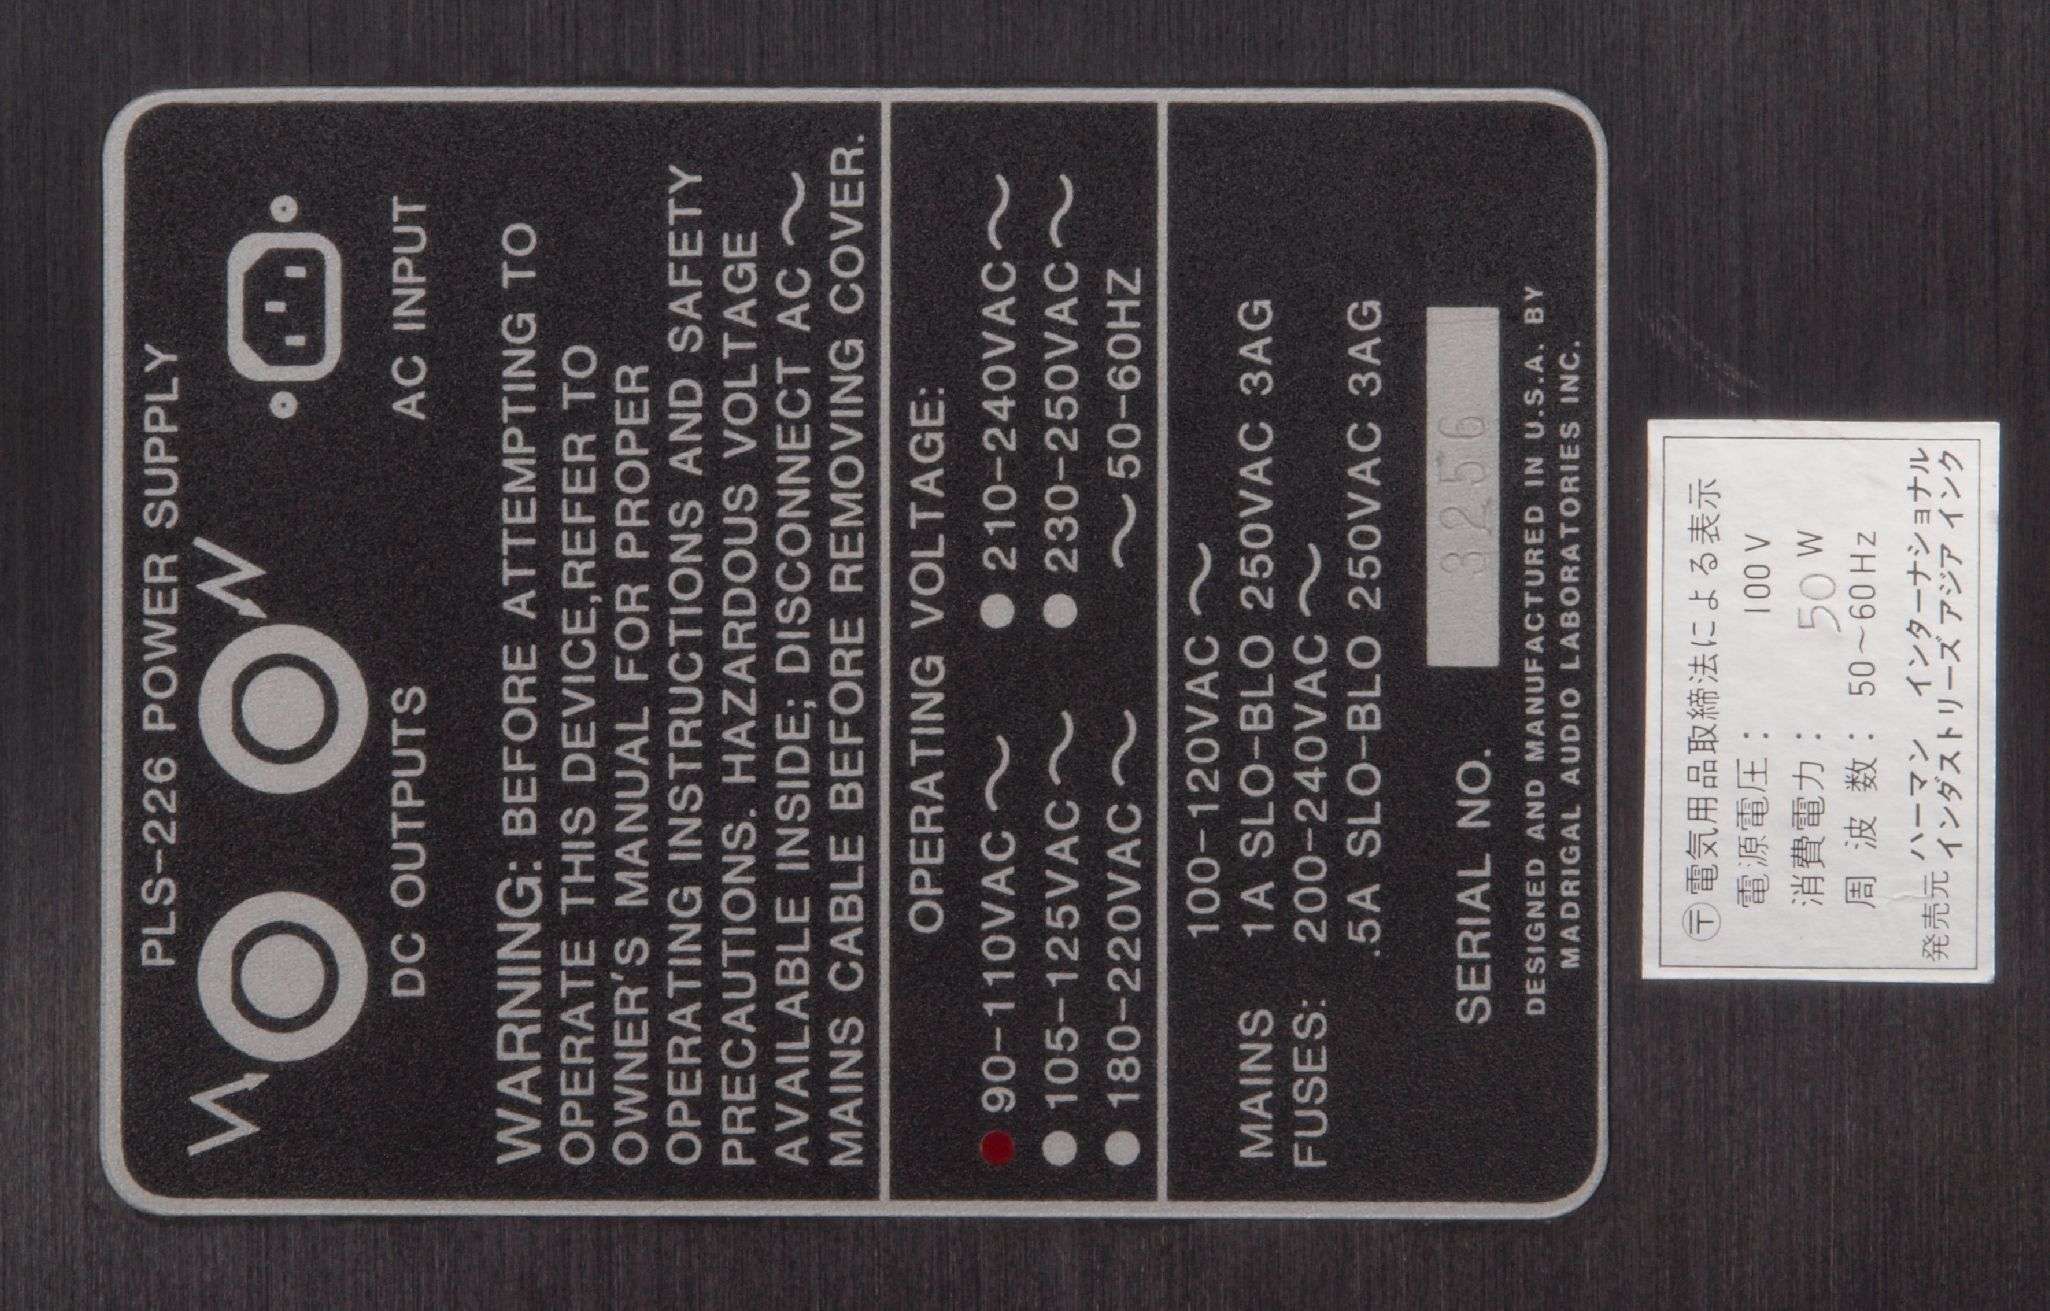 PLS-226 POWER SUPPLY
DC OUTPUTS
AC INPUT
WARNING: BEFORE ATTEMPTING TO
OPERATE THIS DEVICE,REFER TO
OWNER'S MANUAL FOR PROPER
OPERATING INSTRUCTIONS AND SAFETY
PRECAUTIONS. HAZARDOUS VOLTAGE
AVAILABLE INSIDE; DISCONNECT AC ~
MAINS CABLE BEFORE REMOVING COVER.
OPERATING VOLTAGE:
90-110VAC~
210-240VAC~
105-125VAC~
230-250VAC~
180-220VAC~
~50-60HZ
MAINS FUSES:
100-120VAC~
1A SLO-BLO 250VAC 3AG
200-240VAC~
.5A SLO-BLO 250VAC 3AG
SERIAL NO. 3256
DESIGNED AND MANUFACTURED IN U.S.A. BY
MADRIGAL AUDIO LABORATORIES INC.
〶電気用品取締法による表示
電源電圧: 100V
消費電力: 50W
周波数: 50~60Hz
発売元 ハーマン インターナショナル
インダストリーズアジア インク